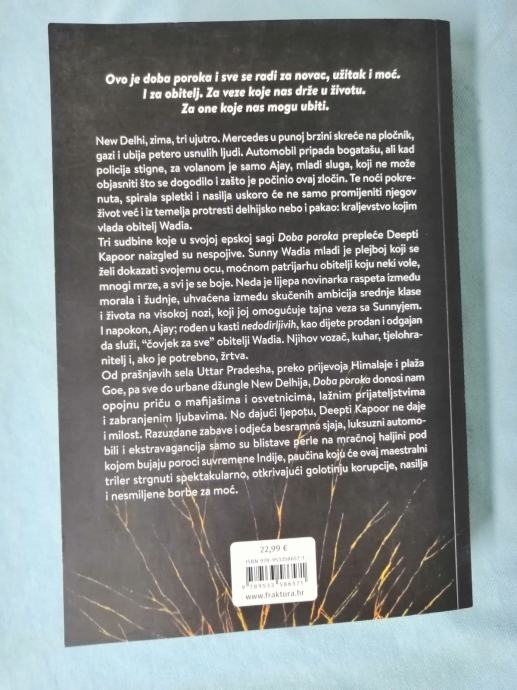 Ovo je doba poroka i sve se radi za novac, užitak i moć.
I za obitelj. Za veze koje nas drže u životu.
Za one koje nas mogu ubiti.
New Delhi, zima, tri ujutro. Mercedes u punoj brzini skreće na pločnik,
gazi i ubija petero usnulih ljudi. Automobil pripada bogatašu, ali kad
policija stigne, za volanom je samo Ajay, mladi sluga, koji ne može
objasniti što se dogodilo i zašto je počinio ovaj zločin. Te noći pokre-
nuta, spirala spletki i nasilja uskoro će ne samo promijeniti njegov
život već i iz temelja protresti delhijsko nebo i pakao: kraljevstvo kojim
vlada obitelj Wadia.
Tri sudbine koje u svojoj epskoj sagi Doba poroka prepleće Deepti
Kapoor naizgled su nespojive. Sunny Wadia mladi je plejboj koji se
želi dokazati svojemu ocu, moćnom patrijarhu obitelji koju neki vole,
mnogi mrze, a svi je se boje. Neda je lijepa novinarka raspeta između
morala i žudnje, uhvaćena između skučenih ambicija srednje klase
i života na visokoj nozi, koji joj omogućuje tajna veza sa Sunnyjem.
I napokon, Ajay; rođen u kasti nedodirljivih, kao dijete prodan i odgajan
da služi, “čovjek za sve” obitelji Wadia. Njihov vozač, kuhar, tjelohra-
nitelj i, ako je potrebno, žrtva.
Od prašnjavih sela Uttar Pradesha, preko prijevoja Himalaje i plaža
Goe, pa sve do urbane džungle New Delhija, Doba poroka donosi nam
opojnu priču o mafijašima i osvetnicima, lažnim prijateljstvima
i zabranjenim ljubavima. No dajući ljepotu, Deepti Kapoor ne daje
i milost. Razuzdane zabave i odjeća besramna sjaja, luksuzni automo-
bili i ekstravagancija samo su blistave perle na mračnoj haljini pod
kojom bujaju poroci suvremene Indije, paučina koju će ovaj maestralni
triler strgnuti spektakularno, otkrivajući golotinju korupcije, nasilja
i nesmiljene borbe za moć.
22,99 €
ISBN 978-953358657-1
9 789533 586571
www.fraktura.hr